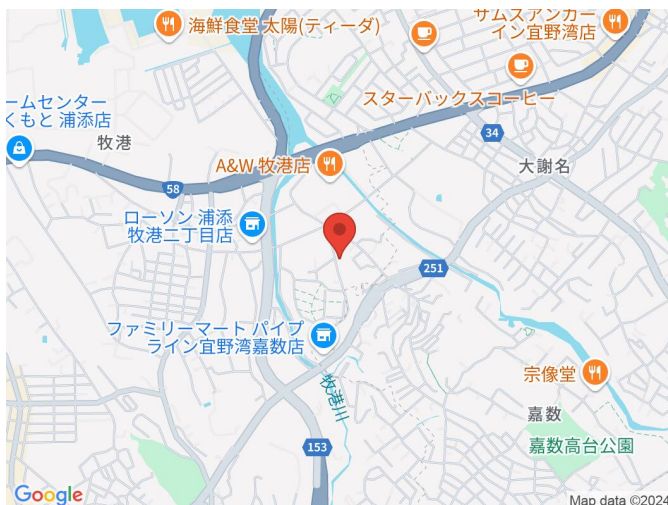 海鮮食堂 太陽(ティーダ)
サムズアンカー
イン宜野湾店
スターバックスコーヒー
ームセンター
くもと 浦添店
牧港
34
A&W 牧港店
大謝名
58
ローソン 浦添
牧港二丁目店
251
ファミリーマート パイプ
ライン宜野湾嘉数店
宗像堂
牧港川
嘉数
153
嘉数高台公園
Google
Map data ©2024